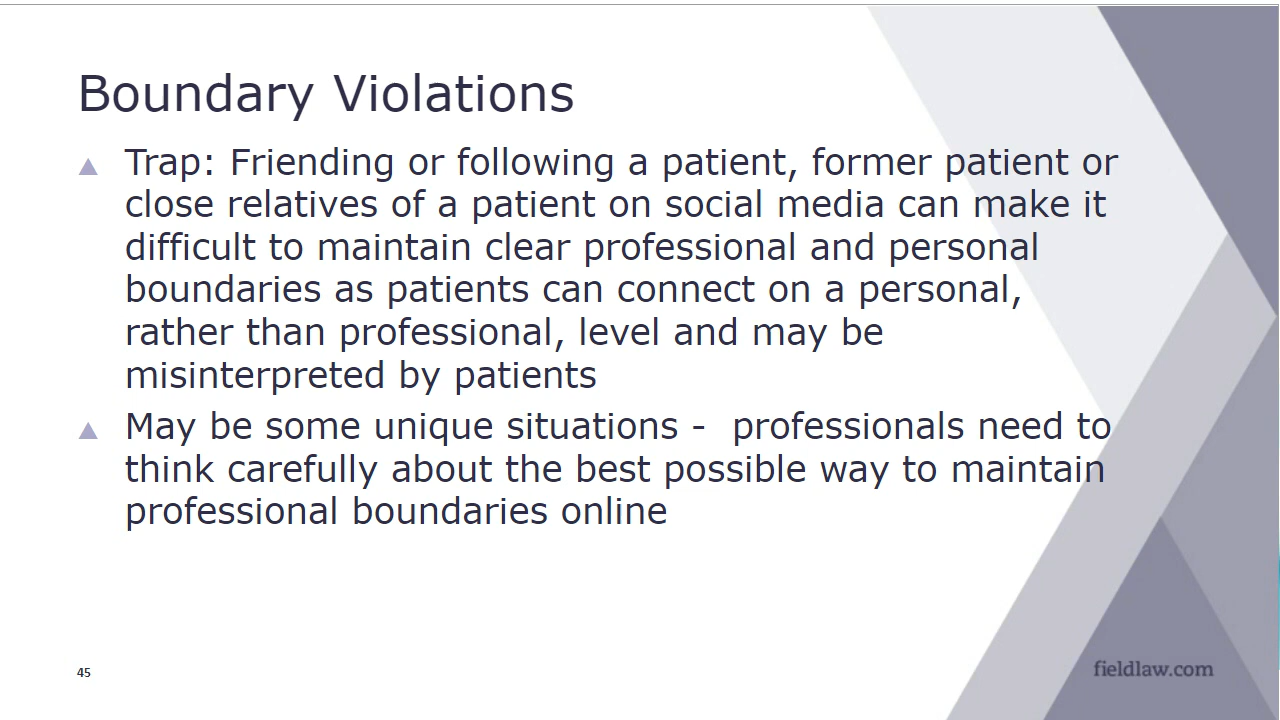 Boundary Violations
Trap: Friending or following a patient, former patient or
close relatives of a patient on social media can make it
difficult to maintain clear professional and personal
boundaries as patients can connect on a personal,
rather than professional, level and may be
misinterpreted by patients
May be some unique situations -  professionals need to
think carefully about the best possible way to maintain
professional boundaries online
45
fieldlaw.com